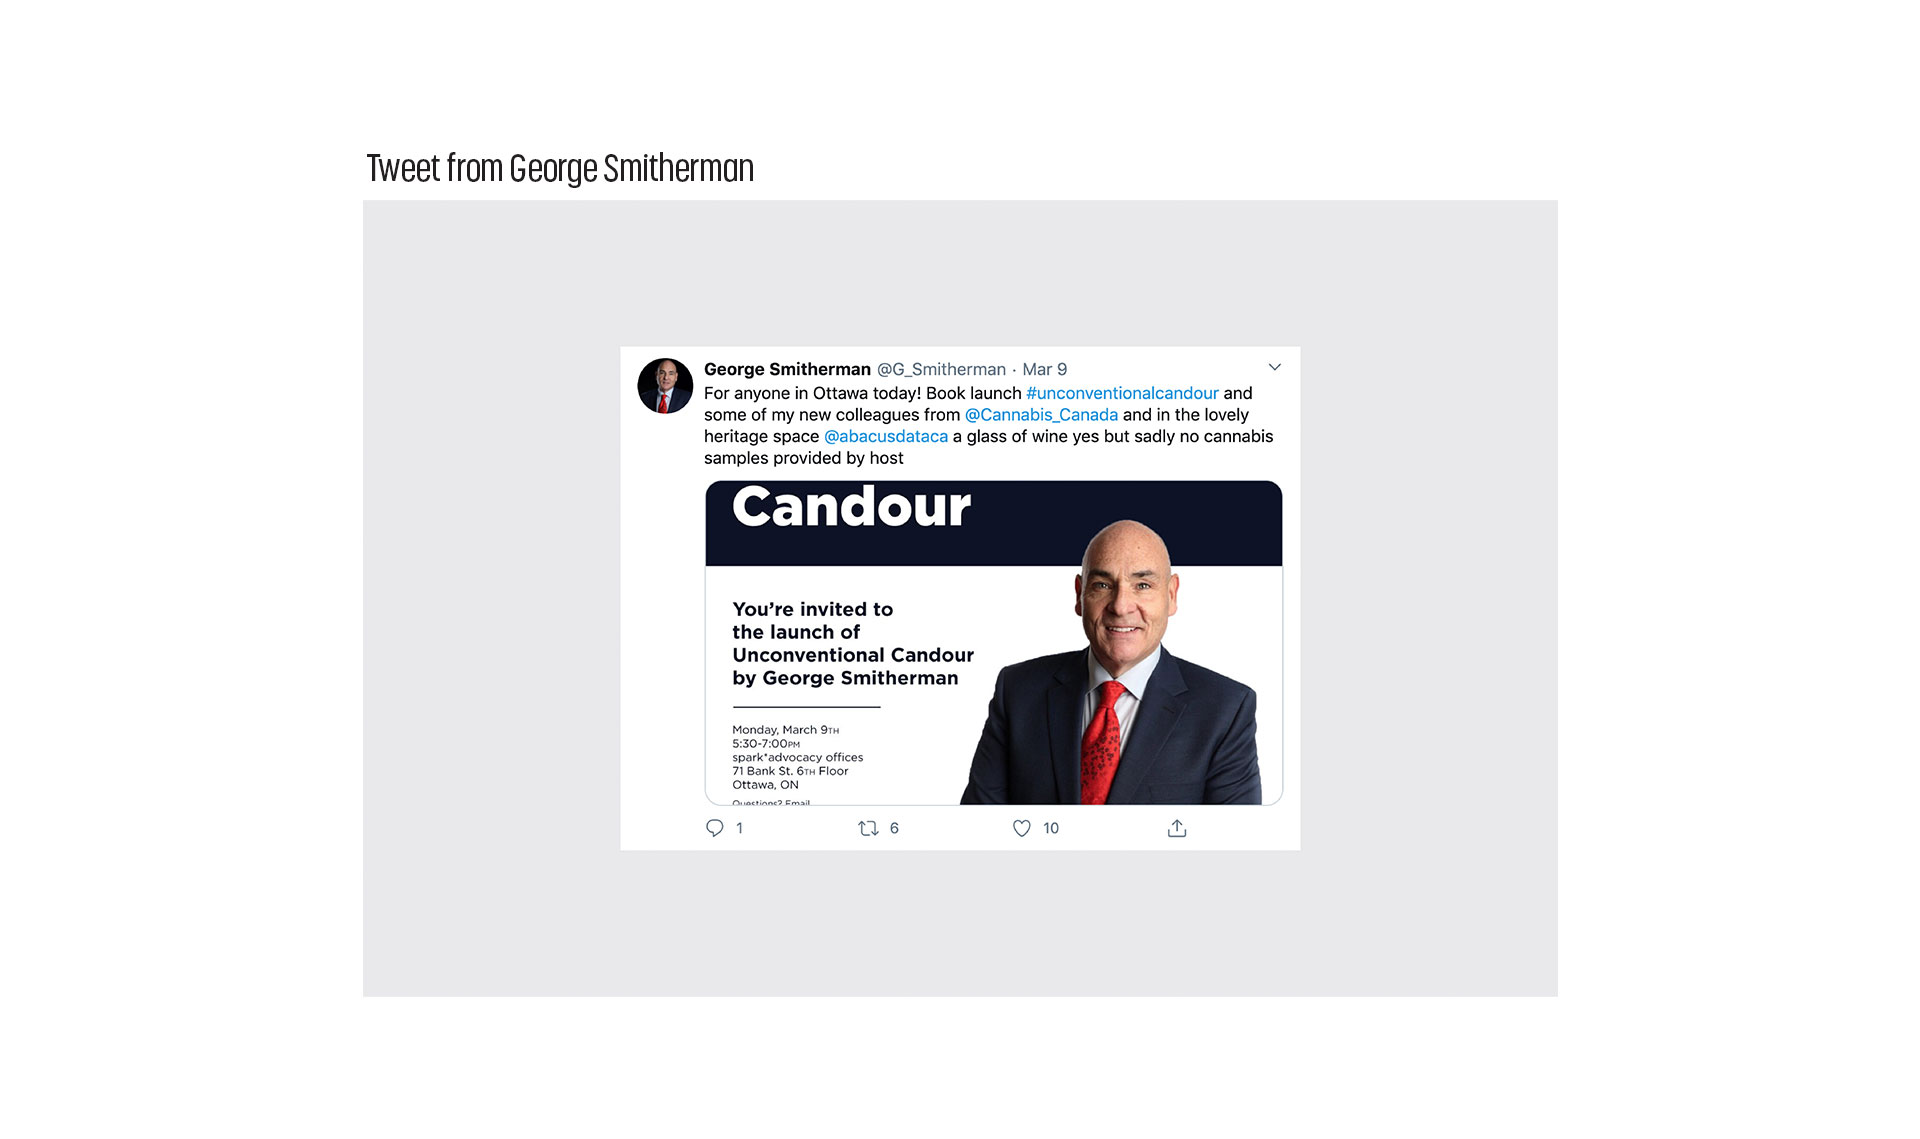 Tweet from George Smitherman
George Smitherman @G_Smitherman · Mar 9
For anyone in Ottawa today! Book launch #unconventionalcandour and
some of my new colleagues from @Cannabis_Canada and in the lovely
heritage space @abacusdataca a glass of wine yes but sadly no cannabis
samples provided by host
Candour
You're invited to
the launch of
Unconventional Candour
by George Smitherman
Monday, March 9TH
5:30-7:00PM
spark*advocacy offices
71 Bank St. 6TH Floor
Ottawa, ON
Questions? Email
1 6 10